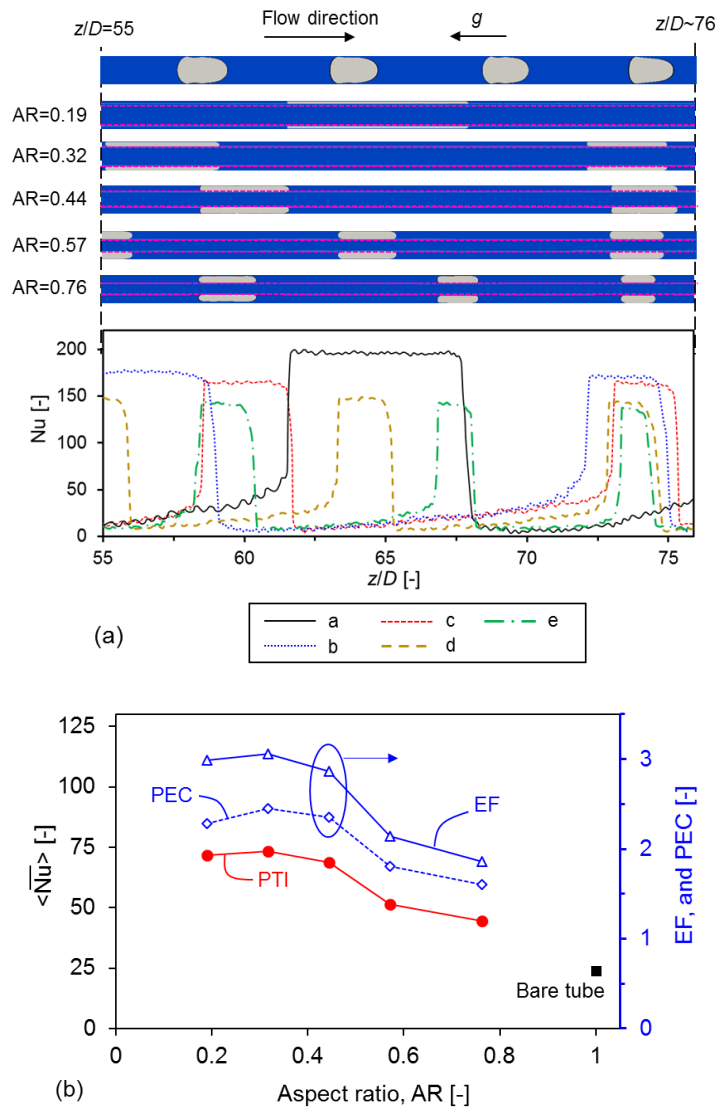 z/D=55
Flow direction
g
z/D~76
AR=0.19
AR=0.32
AR=0.44
AR=0.57
AR=0.76
Nu [-]
200
150
100
50
0
55
60
65
70
75
z/D [-]
(a)
a
c
e
b
d
<N̅u̅> [-]
125
100
75
50
25
0
PEC
PTI
EF
Bare tube
3
2
1
0
EF, and PEC [-]
0
0.2
0.4
0.6
0.8
1
Aspect ratio, AR [-]
(b)